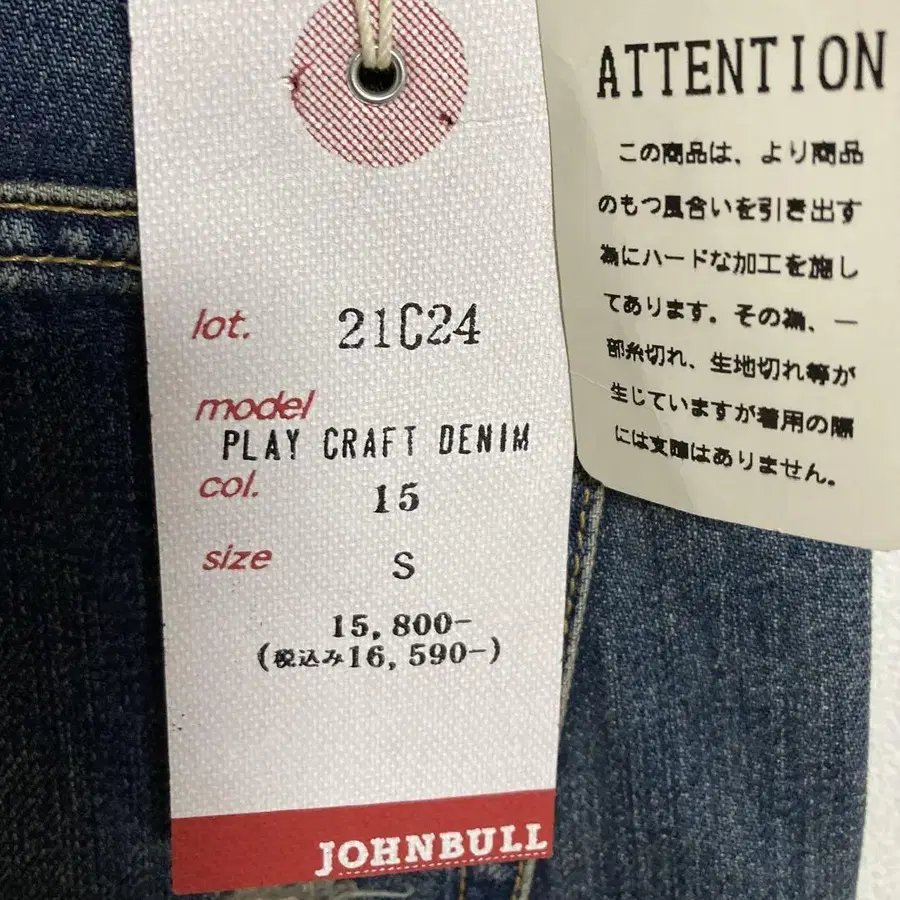 lot. 21C24
model
PLAY CRAFT DENIM
col. 15
size S
15,800-
(税込み16,590-)
JOHNBULL
ATTENTION
この商品は、より商品
のもつ風合いを引き出す
為にハードな加工を施し
てあります。その為、一
部糸切れ、生地切れ等が
生じていますが着用の際
には支障はありません。